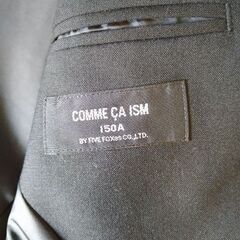 COMME ÇA ISM
150A
BY FIVE FOXes CO.,LTD.